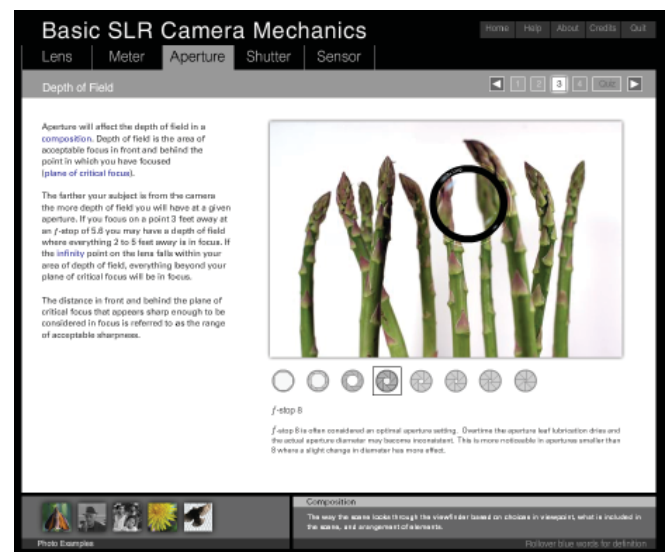 Basic SLR Camera Mechanics
Home Help About Credits Quit
Lens Meter Aperture Shutter Sensor
Depth of Field
1 2 3 4 Quiz
Aperture will affect the depth of field in a
composition. Depth of field is the area of
acceptable focus in front and behind the
point in which you have focused
(plane of critical focus).
The farther your subject is from the camera
the more depth of field you will have at a given
aperture. If you focus on a point 3 feet away at
an ƒ-stop of 5.6 you may have a depth of field
where everything 2 to 5 feet away is in focus. If
the infinity point on the lens falls within your
area of depth of field, everything beyond your
plane of critical focus will be in focus.
The distance in front and behind the plane of
critical focus that appears sharp enough to be
considered in focus is referred to as the range
of acceptable sharpness.
ƒ-stop 8
ƒ-stop 8 is often considered an optimal aperture setting. Overtime the aperture leaf lubrication dries and
the actual aperture diameter may become inconsistent. This is more noticeable in apertures smaller than
8 where a slight change in diameter has more effect.
Photo Examples
Composition
The way the scene looks through the viewfinder based on choices in viewpoint, what is included in
the scene, and arrangement of elements.
Rollover blue words for definition